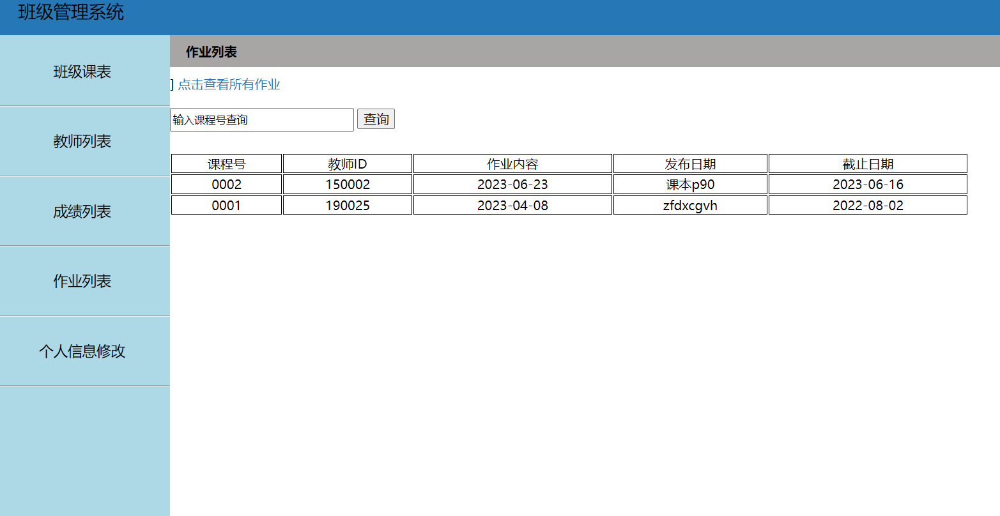 班级管理系统
班级课表
教师列表
成绩列表
作业列表
个人信息修改
作业列表
] 点击查看所有作业
输入课程号查询 查询
课程号 教师ID 作业内容 发布日期 截止日期
0002 150002 2023-06-23 课本p90 2023-06-16
0001 190025 2023-04-08 zfdxcgvh 2022-08-02